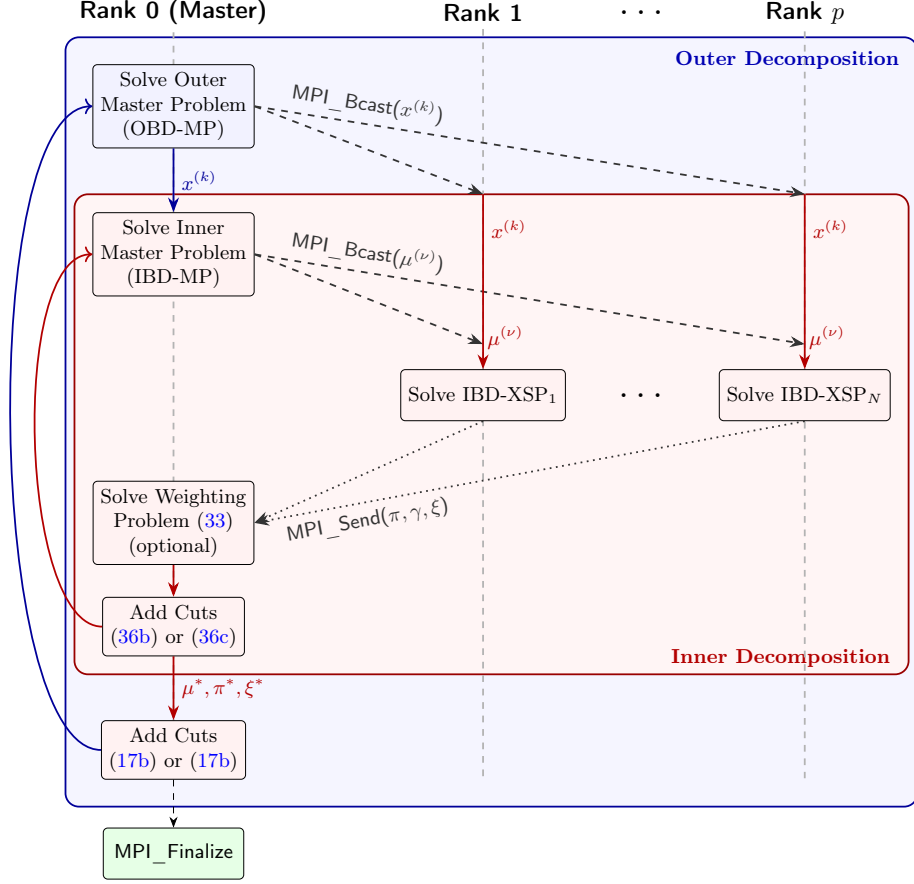 Rank 0 (Master)
Rank 1
· · ·
Rank p
Outer Decomposition
Solve Outer
Master Problem
(OBD-MP)
MPI_Bcast(x^{(k)})
x^{(k)}
Solve Inner
Master Problem
(IBD-MP)
MPI_Bcast(μ^{(ν)})
x^{(k)}
x^{(k)}
μ^{(ν)}
μ^{(ν)}
Solve IBD-XSP₁
· · ·
Solve IBD-XSP_N
Solve Weighting
Problem (33)
(optional)
MPI_Send(π, γ, ξ)
Add Cuts
(36b) or (36c)
Inner Decomposition
μ*, π*, ξ*
Add Cuts
(17b) or (17b)
MPI_Finalize